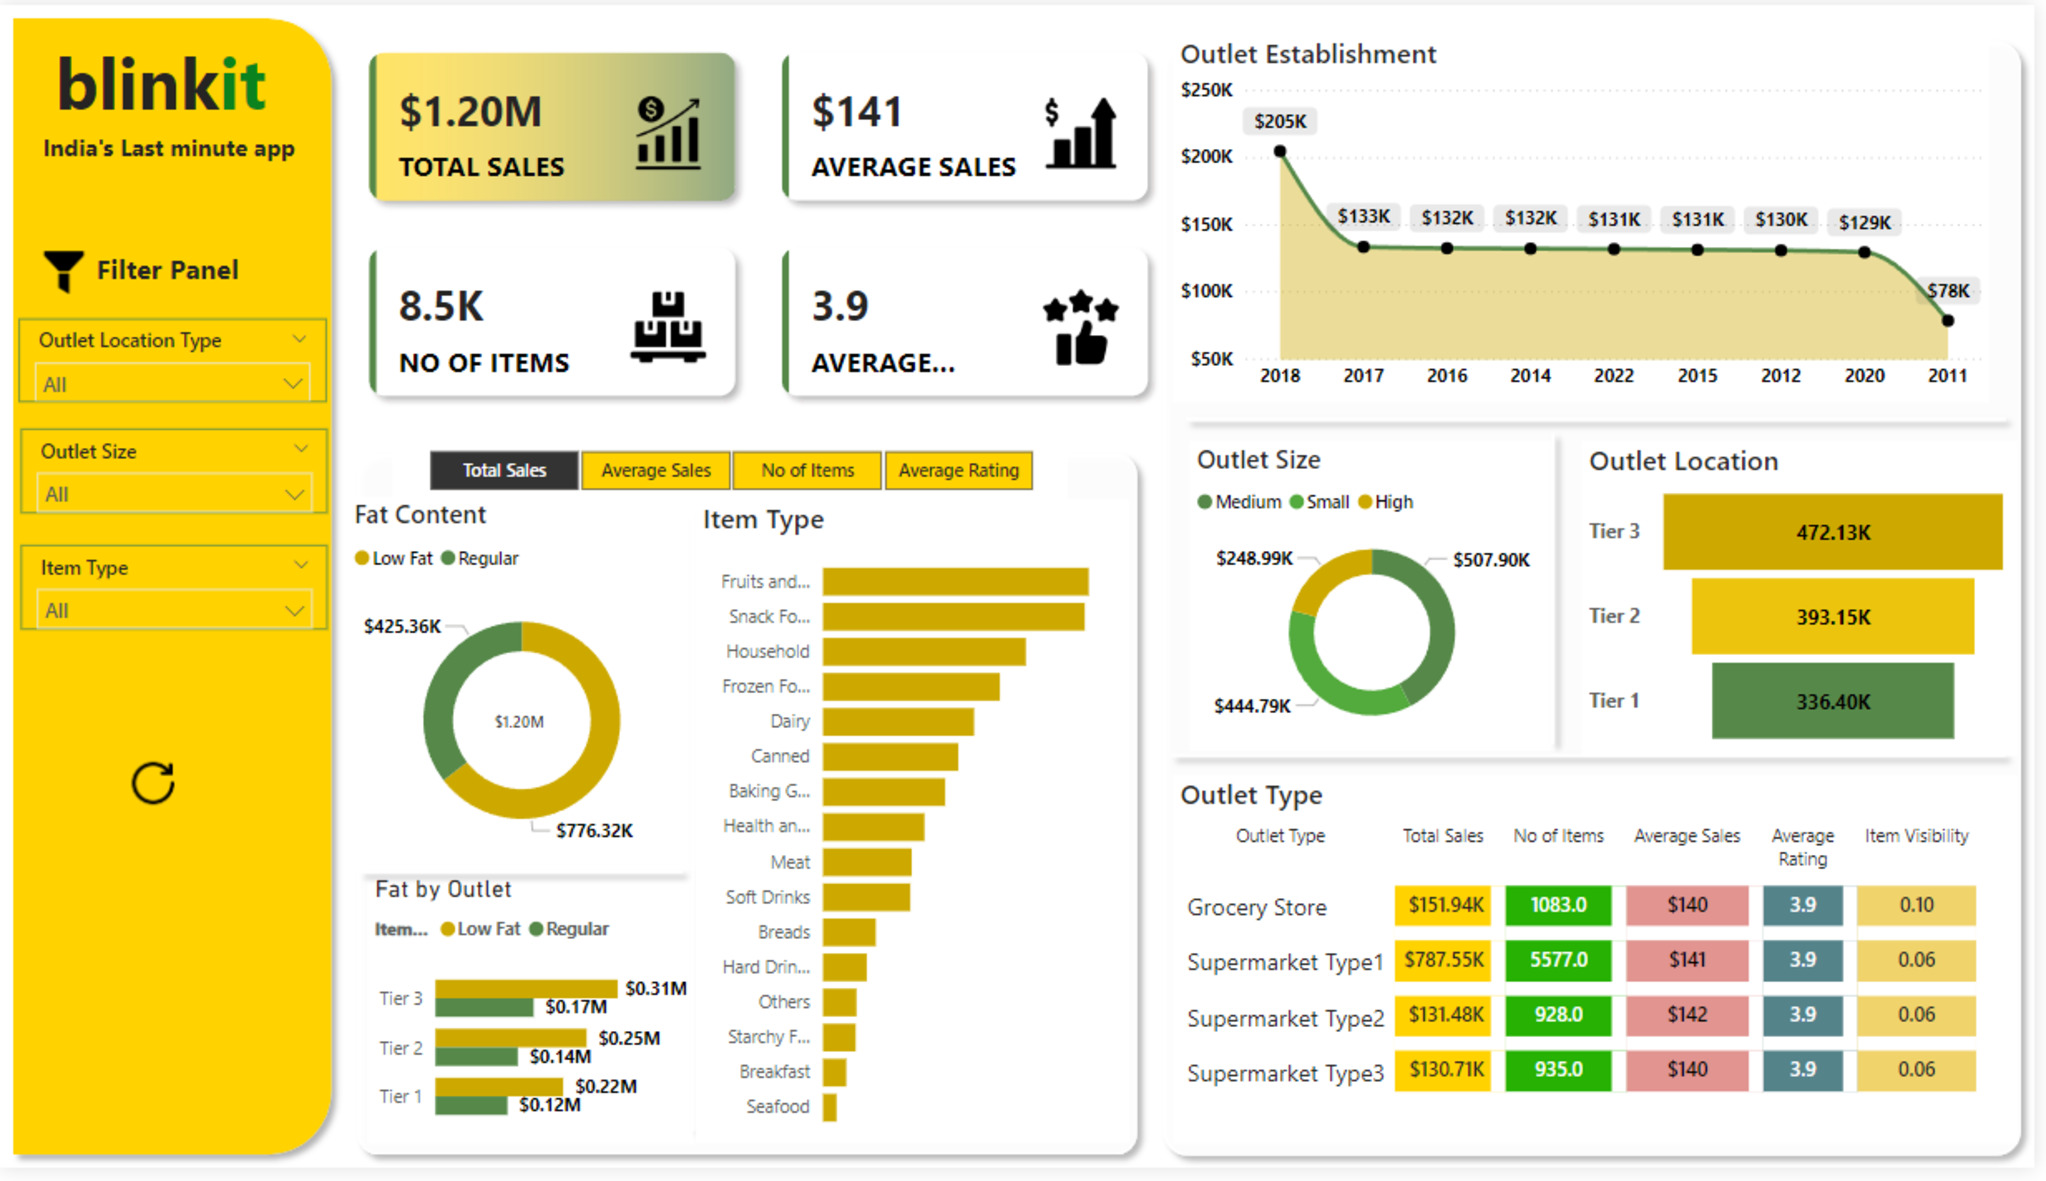 blinkit
India's Last minute app
Filter Panel
Outlet Location Type
All
Outlet Size
All
Item Type
All
$1.20M
TOTAL SALES
$
$141
AVERAGE SALES
$
8.5K
NO OF ITEMS
3.9
AVERAGE...
Total Sales Average Sales No of Items Average Rating
Fat Content
Low Fat Regular
$425.36K
$1.20M
$776.32K
Fat by Outlet
Item... Low Fat Regular
Tier 3 $0.31M
$0.17M
Tier 2 $0.25M
$0.14M
Tier 1 $0.22M
$0.12M
Item Type
Fruits and...
Snack Fo...
Household
Frozen Fo...
Dairy
Canned
Baking G...
Health an...
Meat
Soft Drinks
Breads
Hard Drin...
Others
Starchy F...
Breakfast
Seafood
Outlet Establishment
$250K
$200K
$150K
$100K
$50K
$205K $133K $132K $132K $131K $131K $130K $129K $78K
2018 2017 2016 2014 2022 2015 2012 2020 2011
Outlet Size
Medium Small High
$248.99K $507.90K
$444.79K
Outlet Location
Tier 3 472.13K
Tier 2 393.15K
Tier 1 336.40K
Outlet Type
Outlet Type Total Sales No of Items Average Sales Average Rating Item Visibility
Grocery Store $151.94K 1083.0 $140 3.9 0.10
Supermarket Type1 $787.55K 5577.0 $141 3.9 0.06
Supermarket Type2 $131.48K 928.0 $142 3.9 0.06
Supermarket Type3 $130.71K 935.0 $140 3.9 0.06